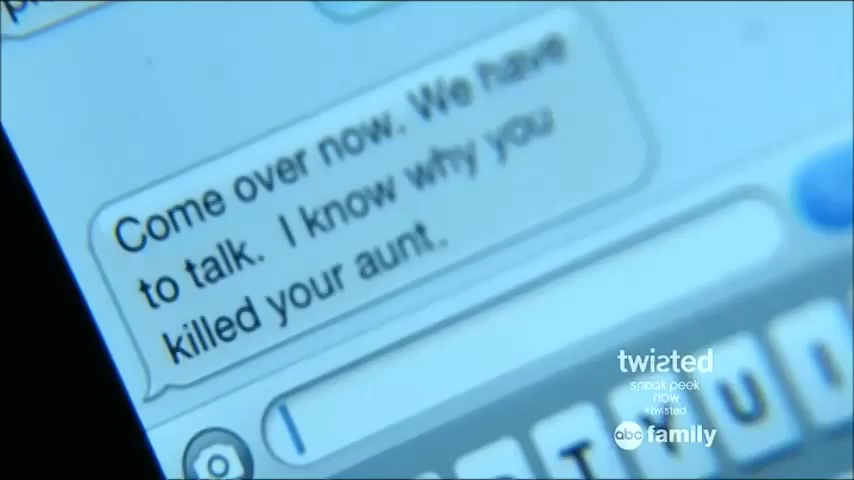 Come over now. We have
to talk. I know why you
killed your aunt.
T Y U I
twisted
sneak peek
now
#twisted
abc family